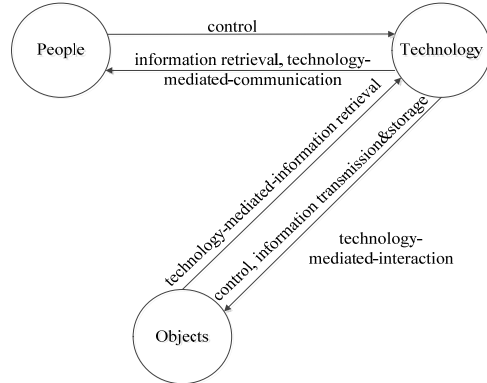 control
People
Technology
information retrieval, technology-
mediated-communication
technology-mediated-information retrieval
control, information transmission&storage
technology-
mediated-interaction
Objects